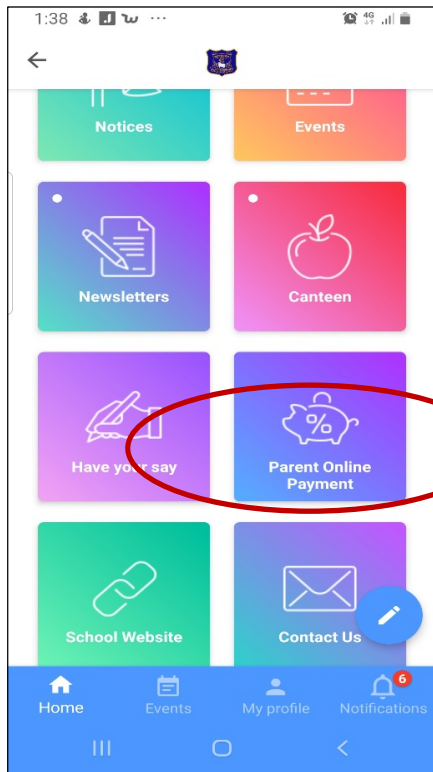 1:38
4G
Notices
Events
Newsletters
Canteen
Have your say
Parent Online
Payment
School Website
Contact Us
6
Home
Events
My profile
Notifications